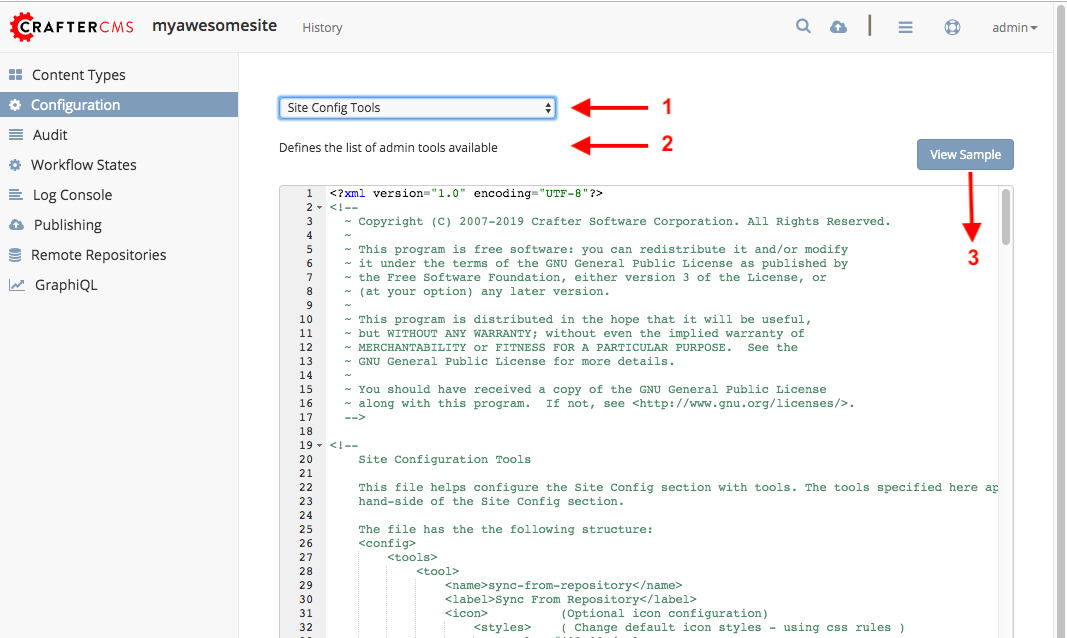 CRAFTERCMS myawesomesite History admin
Content Types
Configuration
Audit
Workflow States
Log Console
Publishing
Remote Repositories
GraphiQL
Site Config Tools 1
Defines the list of admin tools available 2
View Sample
3
1 <?xml version="1.0" encoding="UTF-8"?>
2 <!--
3 ~ Copyright (C) 2007-2019 Crafter Software Corporation. All Rights Reserved.
4 ~
5 ~ This program is free software: you can redistribute it and/or modify
6 ~ it under the terms of the GNU General Public License as published by
7 ~ the Free Software Foundation, either version 3 of the License, or
8 ~ (at your option) any later version.
9 ~
10 ~ This program is distributed in the hope that it will be useful,
11 ~ but WITHOUT ANY WARRANTY; without even the implied warranty of
12 ~ MERCHANTABILITY or FITNESS FOR A PARTICULAR PURPOSE.  See the
13 ~ GNU General Public License for more details.
14 ~
15 ~ You should have received a copy of the GNU General Public License
16 ~ along with this program.  If not, see <http://www.gnu.org/licenses/>.
17 -->
18
19 <!--
20 Site Configuration Tools
21
22 This file helps configure the Site Config section with tools. The tools specified here ap
23 hand-side of the Site Config section.
24
25 The file has the the following structure:
26 <config>
27 <tools>
28 <tool>
29 <name>sync-from-repository</name>
30 <label>Sync From Repository</label>
31 <icon> (Optional icon configuration)
32 <styles> ( Change default icon styles - using css rules )